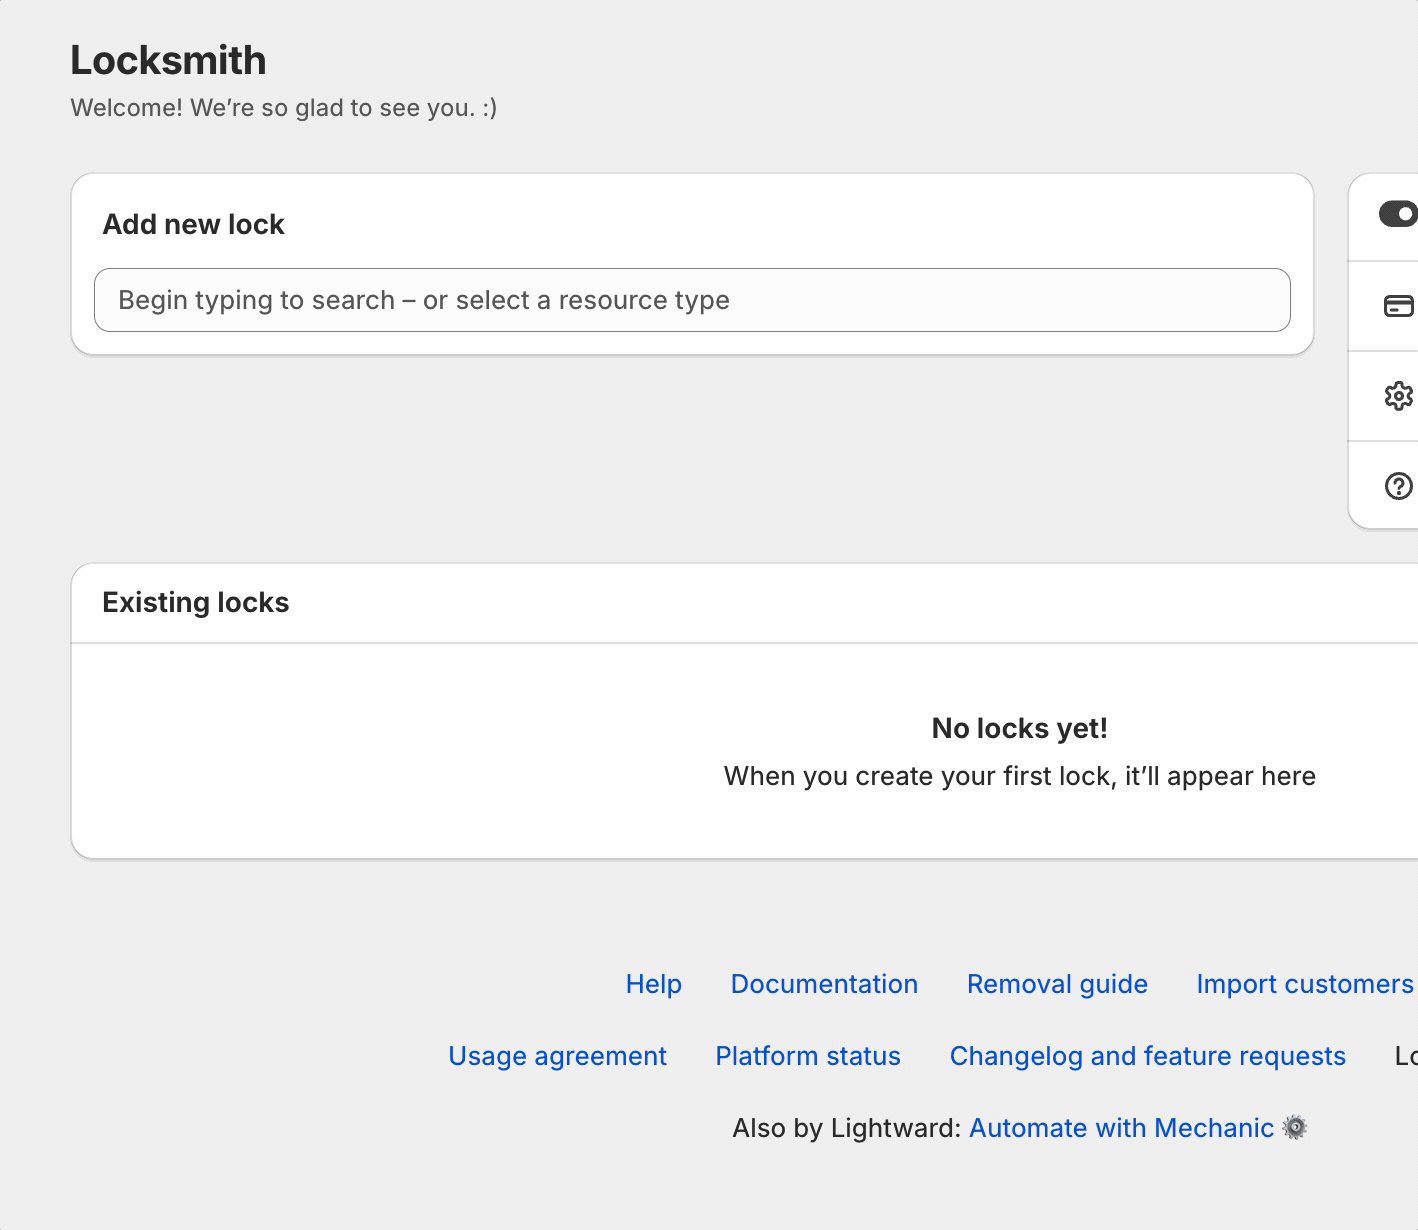 Locksmith
Welcome! We’re so glad to see you. :)
Add new lock
Begin typing to search – or select a resource type
Existing locks
No locks yet!
When you create your first lock, it’ll appear here
Help Documentation Removal guide Import customers
Usage agreement Platform status Changelog and feature requests Lo
Also by Lightward: Automate with Mechanic